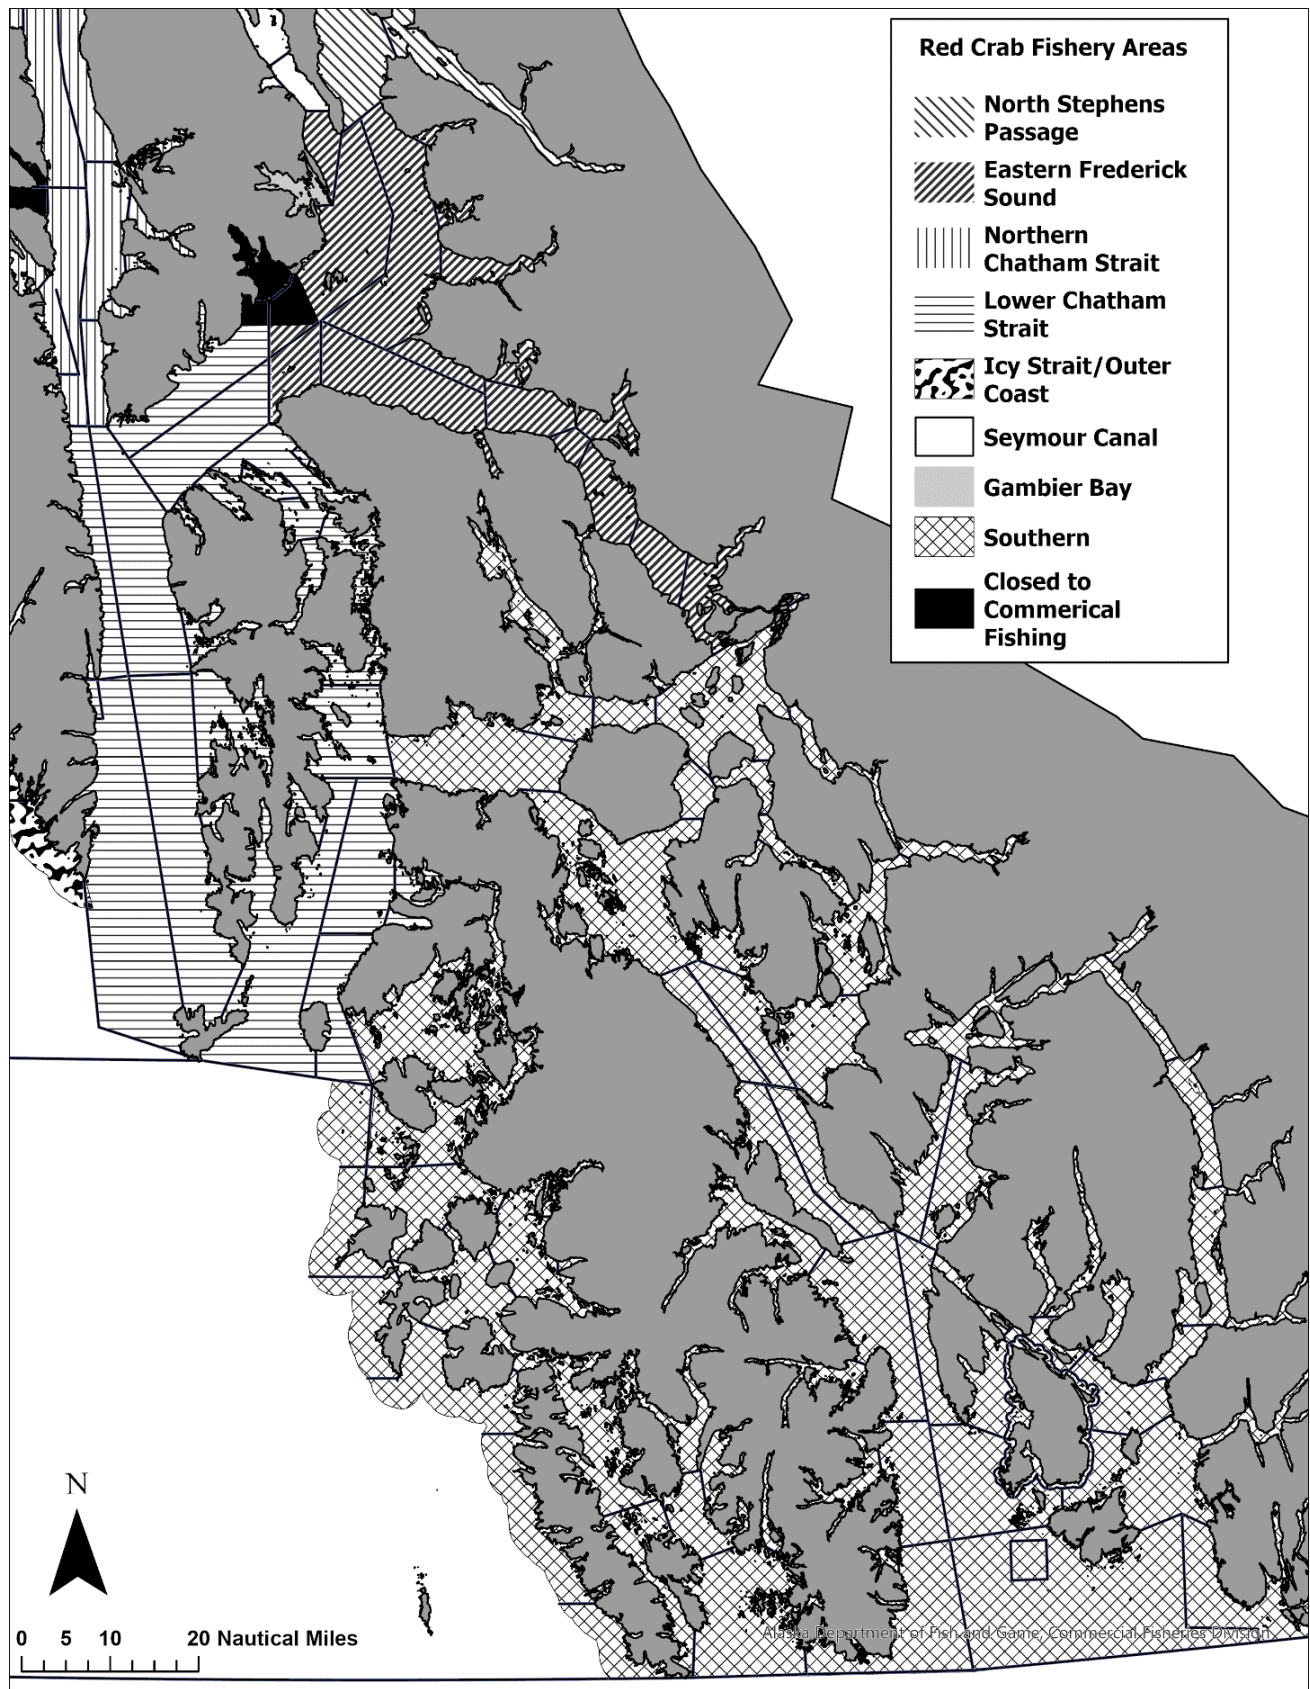 Red Crab Fishery Areas
North Stephens
Passage
Eastern Frederick
Sound
Northern
Chatham Strait
Lower Chatham
Strait
Icy Strait/Outer
Coast
Seymour Canal
Gambier Bay
Southern
Closed to
Commerical
Fishing
N
0 5 10 20 Nautical Miles
Alaska Department of Fish and Game, Commercial Fisheries Division